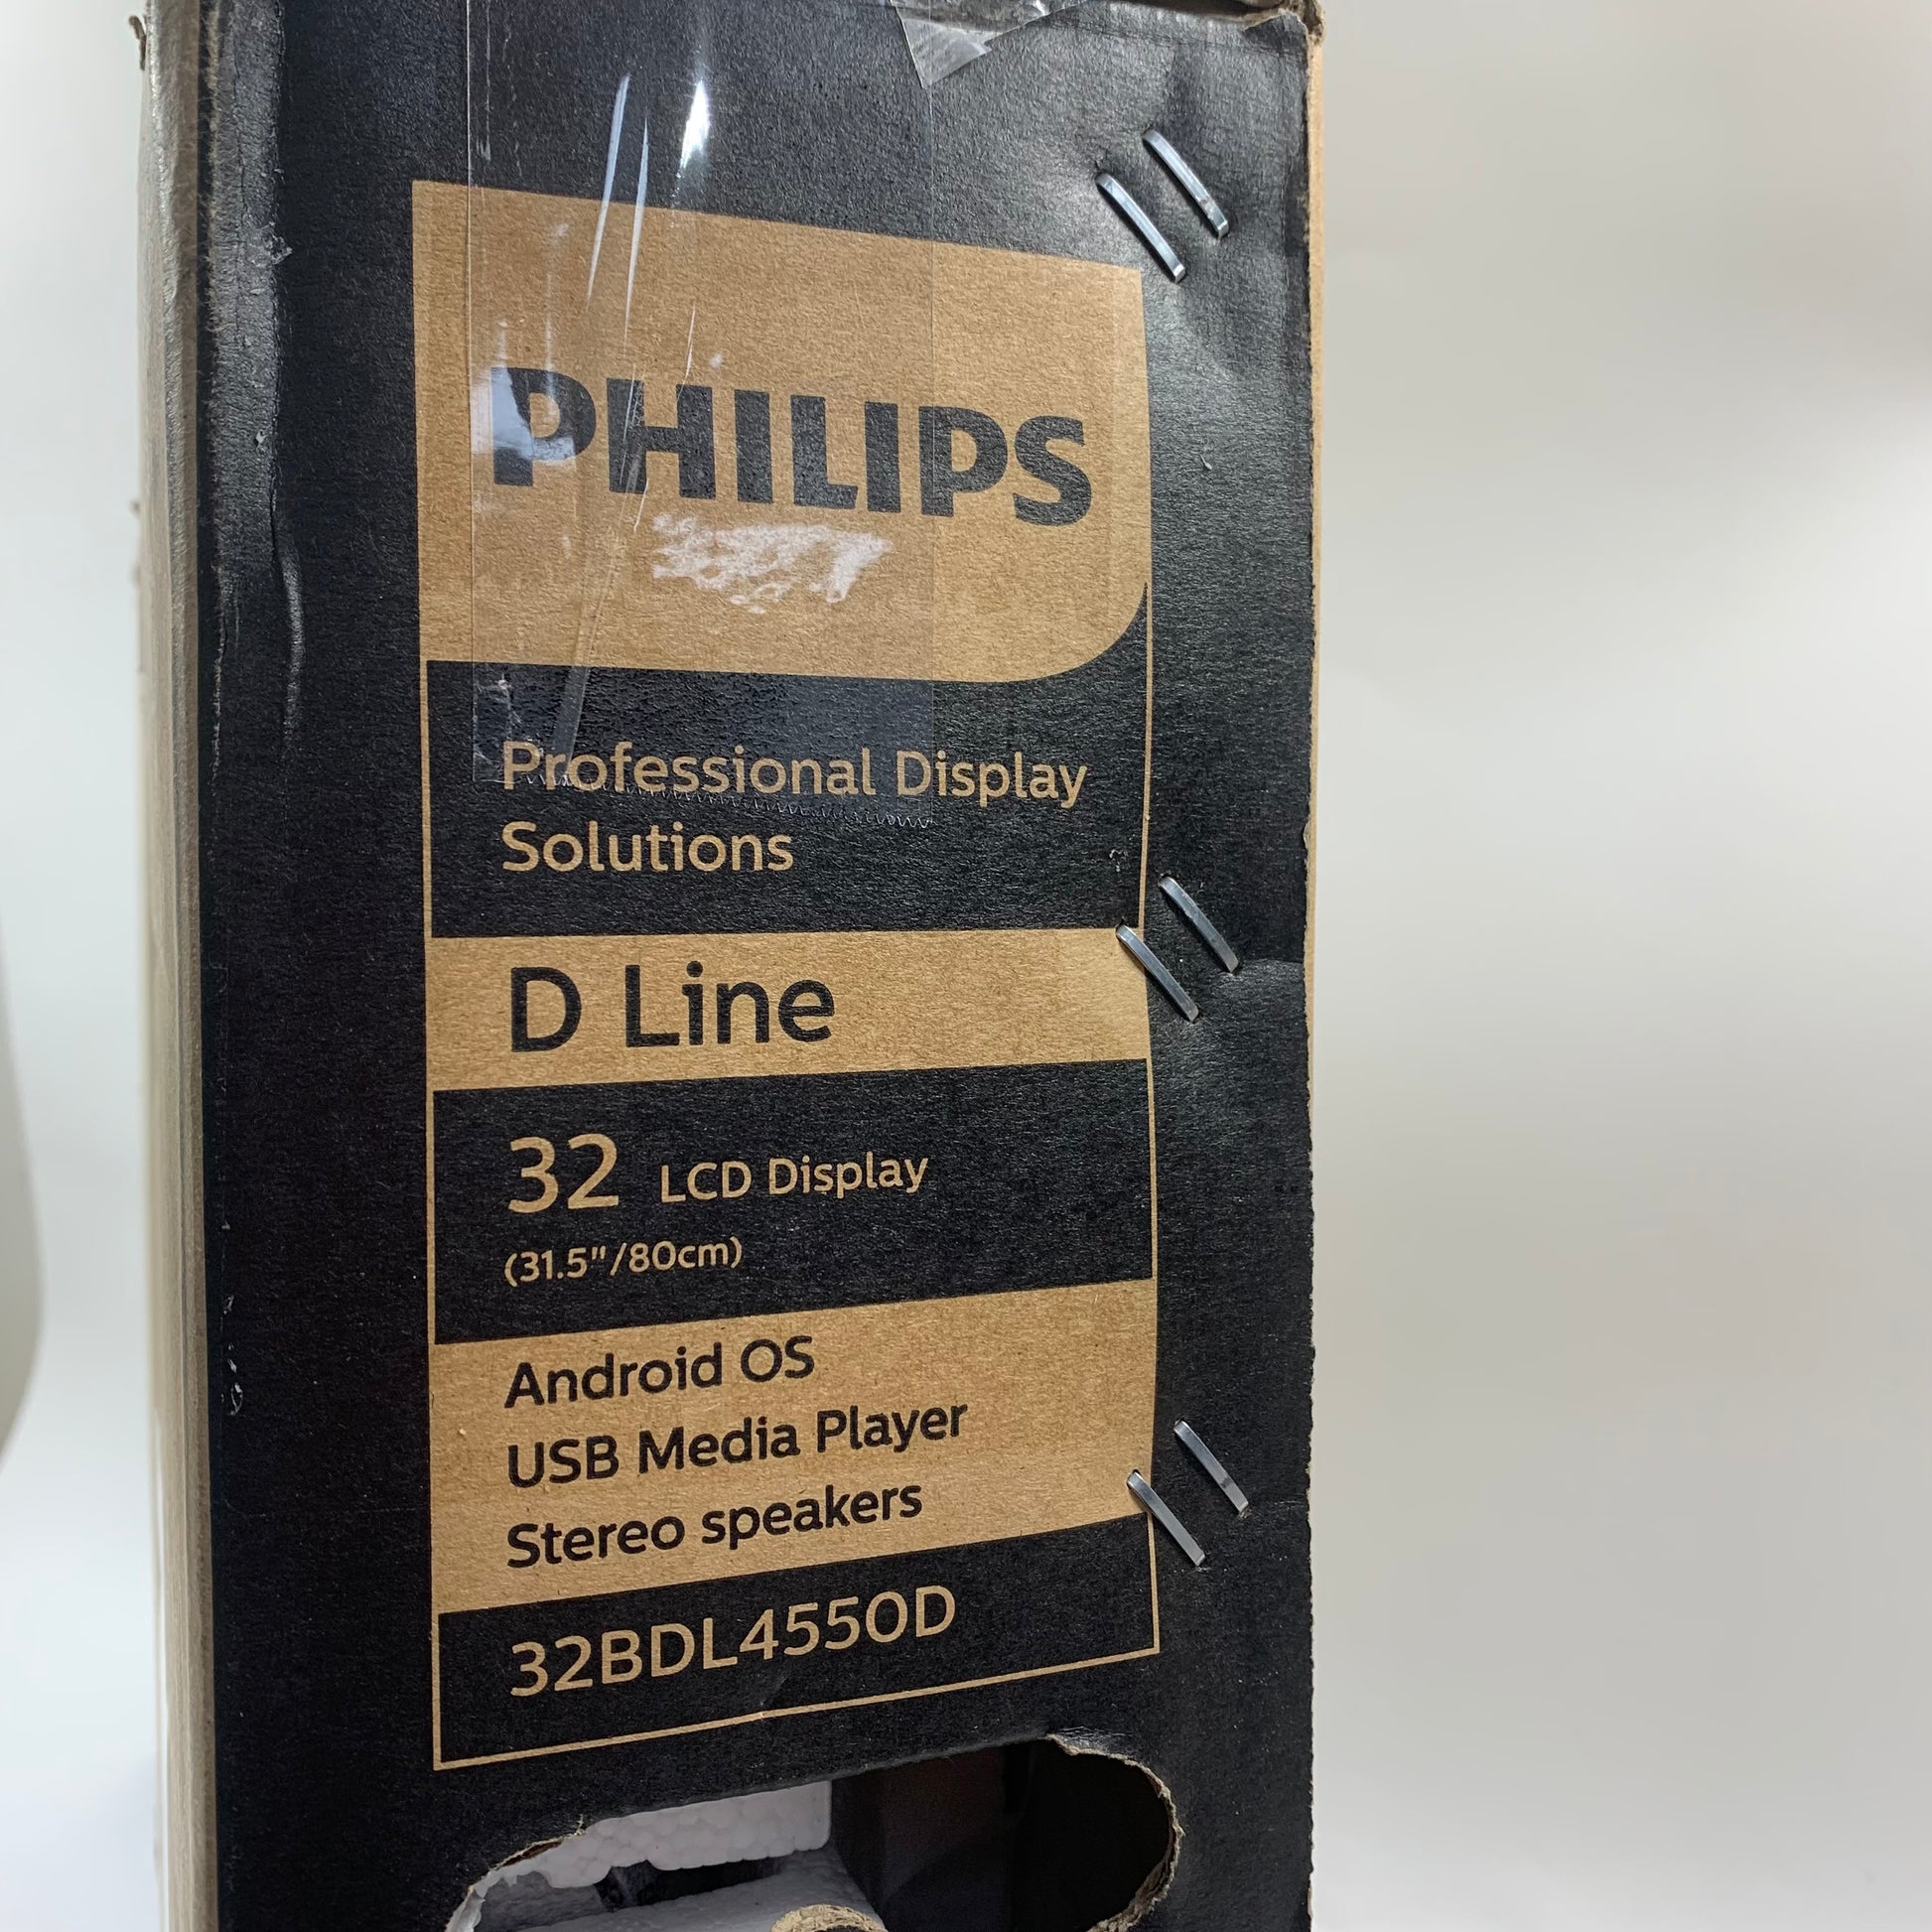 PHILIPS
Professional Display
Solutions
D Line
32 LCD Display
(31.5"/80cm)
Android OS
USB Media Player
Stereo speakers
32BDL4550D